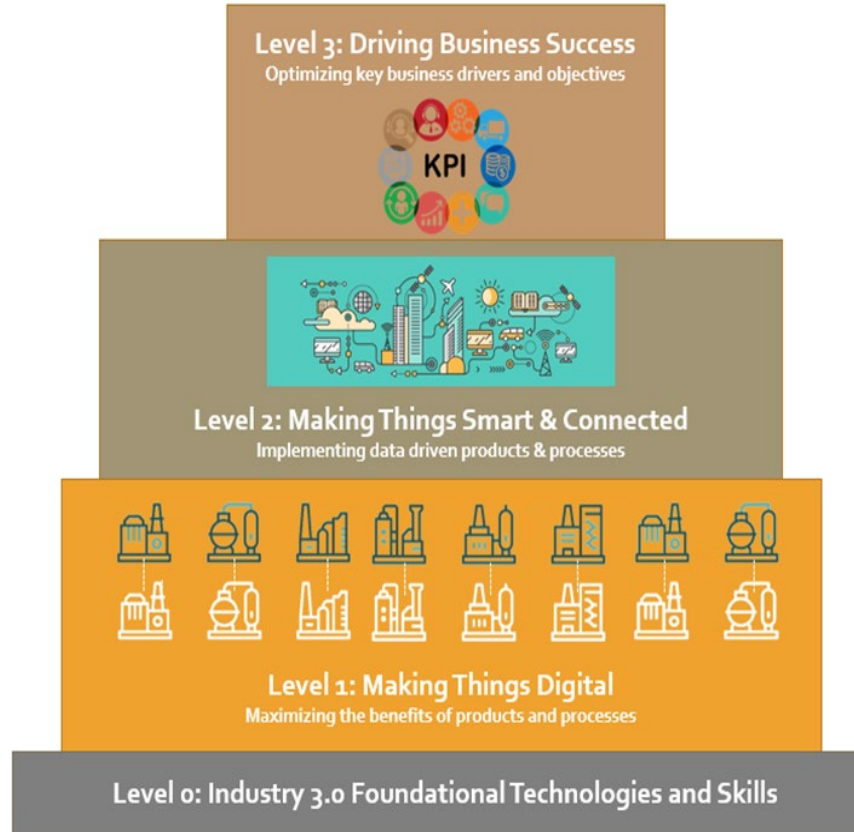 Level 3: Driving Business Success
Optimizing key business drivers and objectives
KPI
Level 2: Making Things Smart & Connected
Implementing data driven products & processes
Level 1: Making Things Digital
Maximizing the benefits of products and processes
Level 0: Industry 3.0 Foundational Technologies and Skills